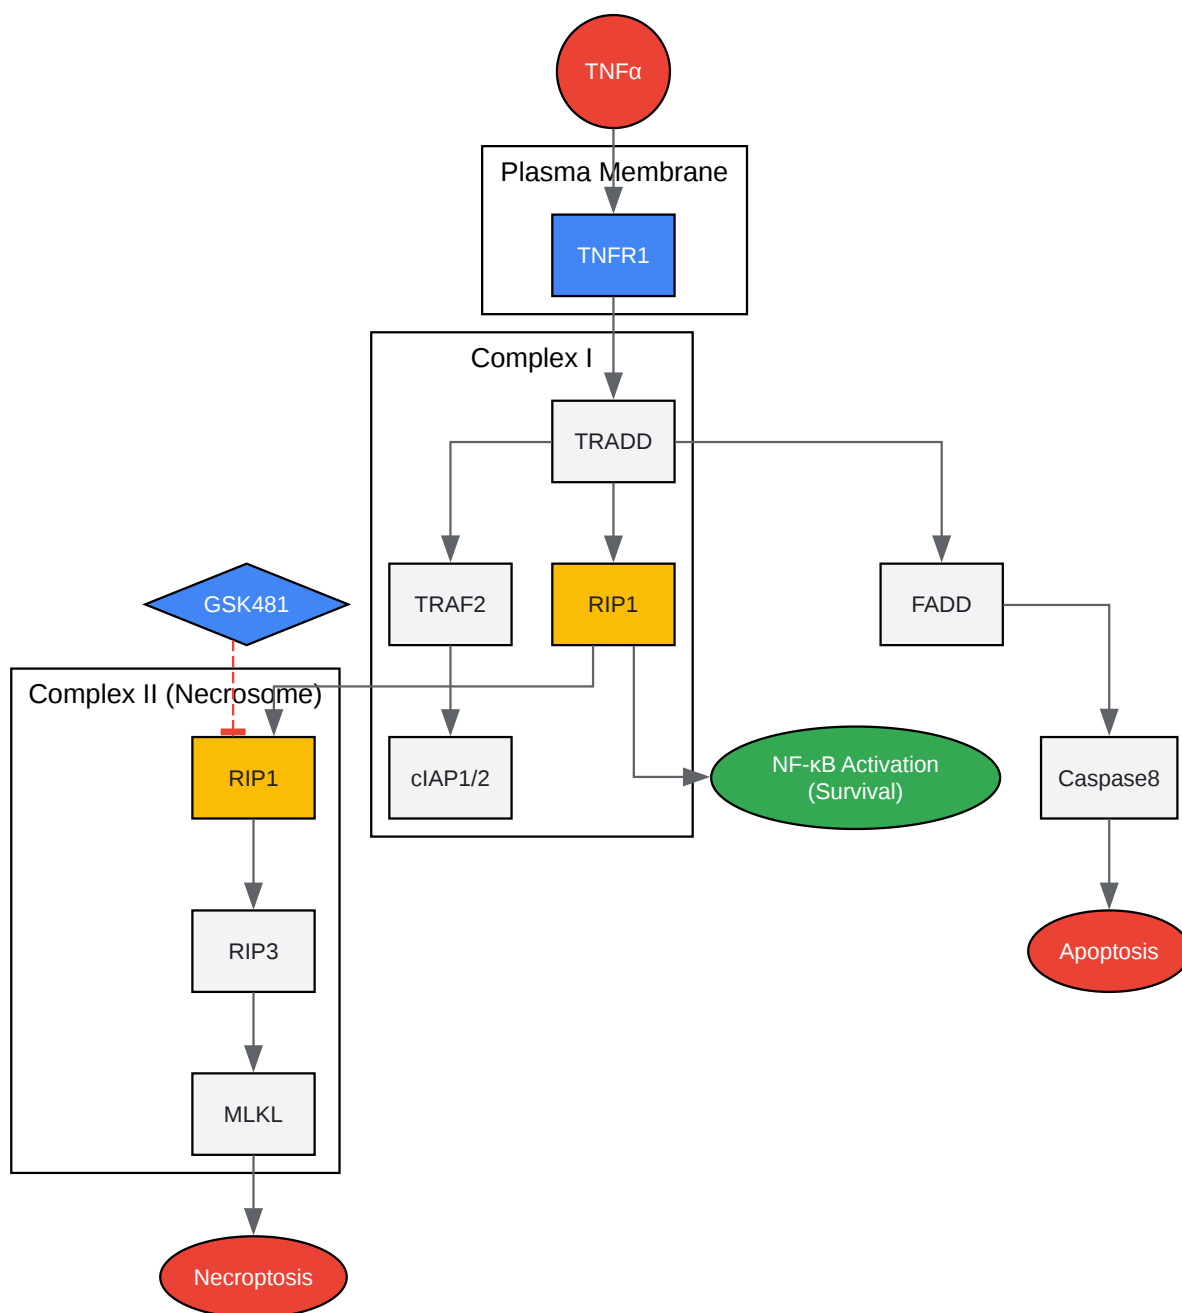 TNFα
Plasma Membrane
TNFR1
Complex I
TRADD
GSK481
TRAF2
RIP1
FADD
Complex II (Necrosome)
RIP1
cIAP1/2
NF-κB Activation
(Survival)
Caspase8
RIP3
Apoptosis
MLKL
Necroptosis